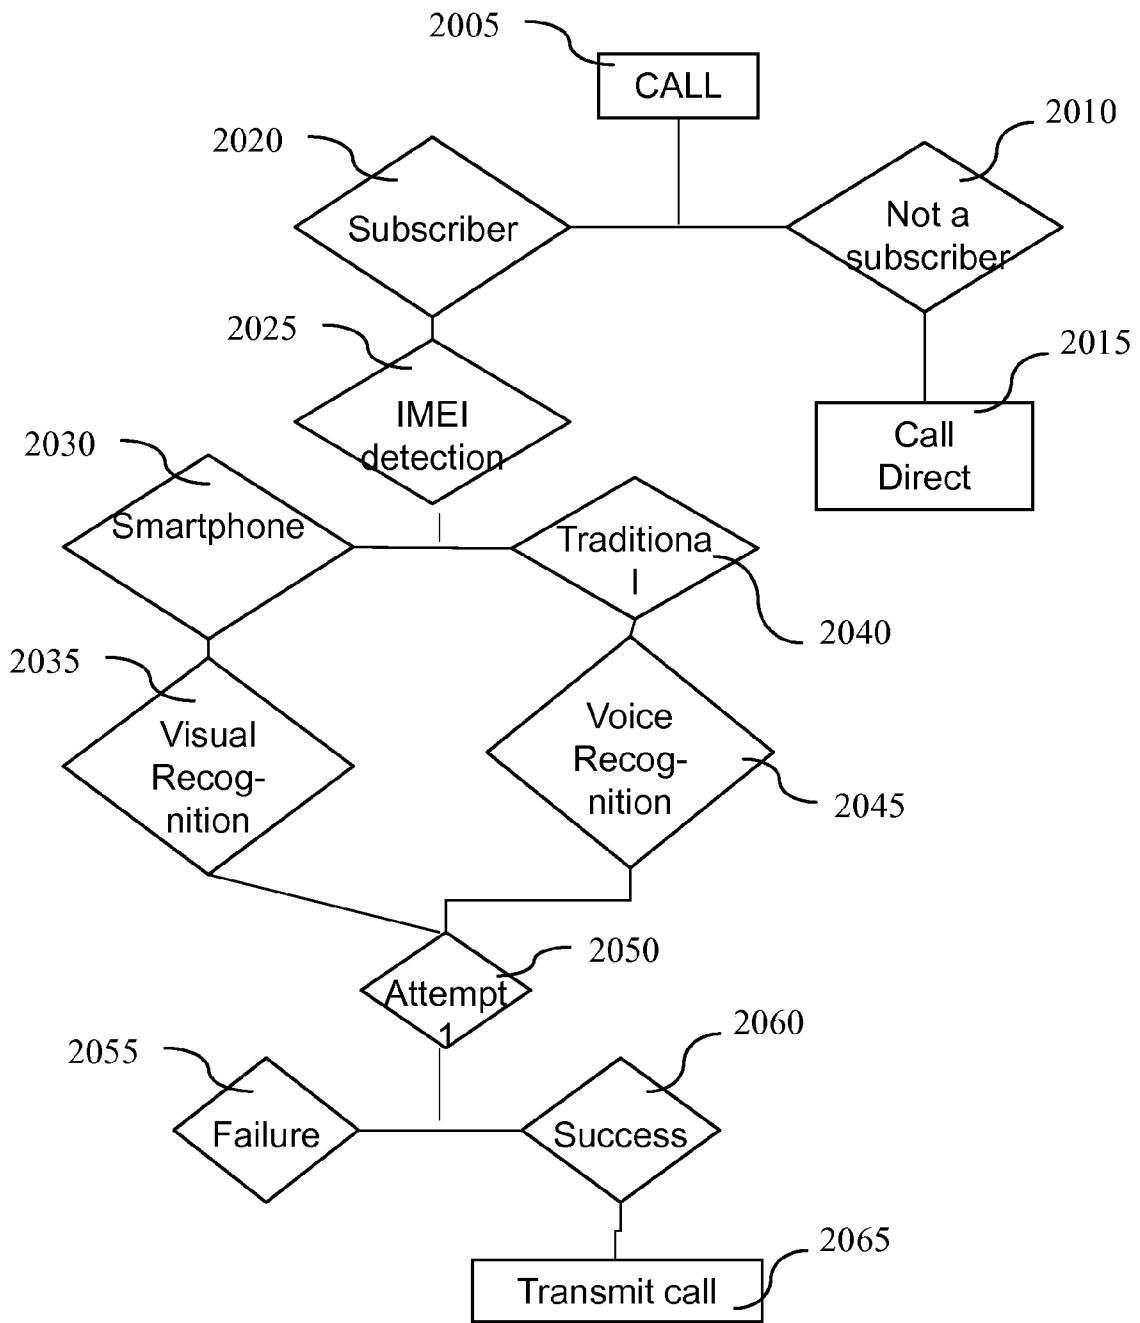 2005
CALL
2010
2020
Not a
subscriber
Subscriber
2025
2015
IMEI
detection
Call
Direct
2030
Smartphone
Traditiona
l
2040
2035
Visual
Recog-
nition
Voice
Recog-
nition
2045
2050
Attempt
1
2060
2055
Failure
Success
2065
Transmit call